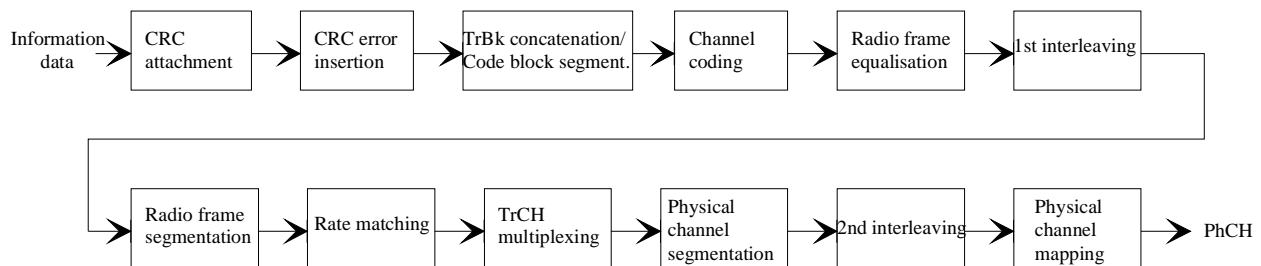 Information
data
CRC
attachment
CRC error
insertion
TrBk concatenation/
Code block segment.
Channel
coding
Radio frame
equalisation
1st interleaving
Radio frame
segmentation
Rate matching
TrCH
multiplexing
Physical
channel
segmentation
2nd interleaving
Physical
channel
mapping
PhCH